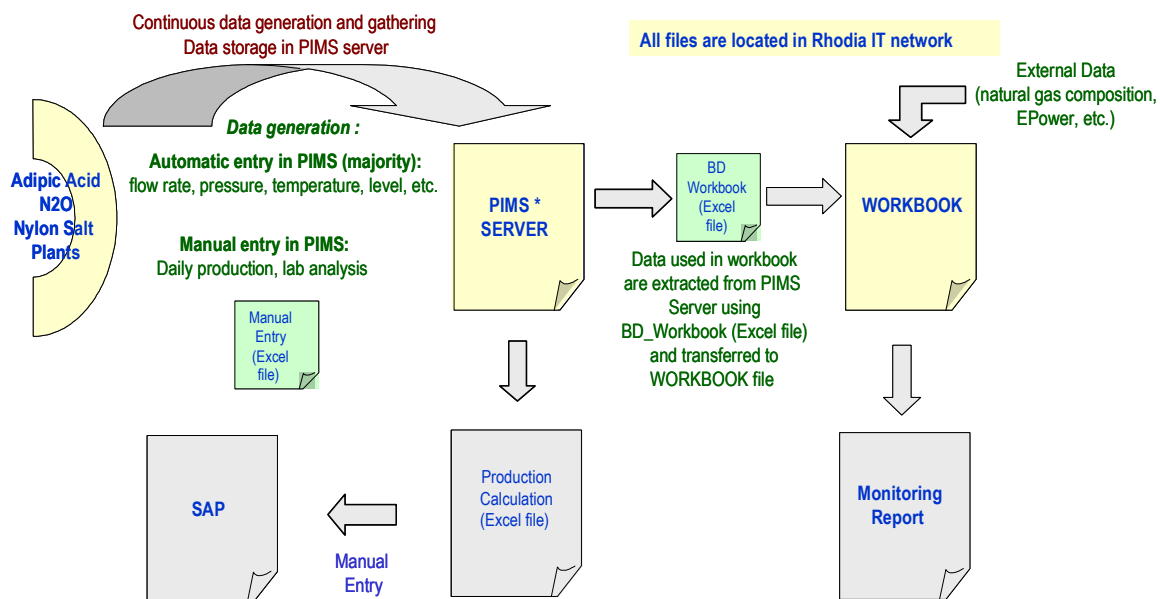 Continuous data generation and gathering
Data storage in PIMS server
All files are located in Rhodia IT network
External Data
(natural gas composition,
EPower, etc.)
Data generation :
Automatic entry in PIMS (majority):
flow rate, pressure, temperature, level, etc.
Adipic Acid
N2O
Nylon Salt
Plants
Manual entry in PIMS:
Daily production, lab analysis
Manual
Entry
(Excel
file)
PIMS *
SERVER
BD
Workbook
(Excel
file)
WORKBOOK
Data used in workbook
are extracted from PIMS
Server using
BD_Workbook (Excel file)
and transferred to
WORKBOOK file
SAP
Manual
Entry
Production
Calculation
(Excel file)
Monitoring
Report